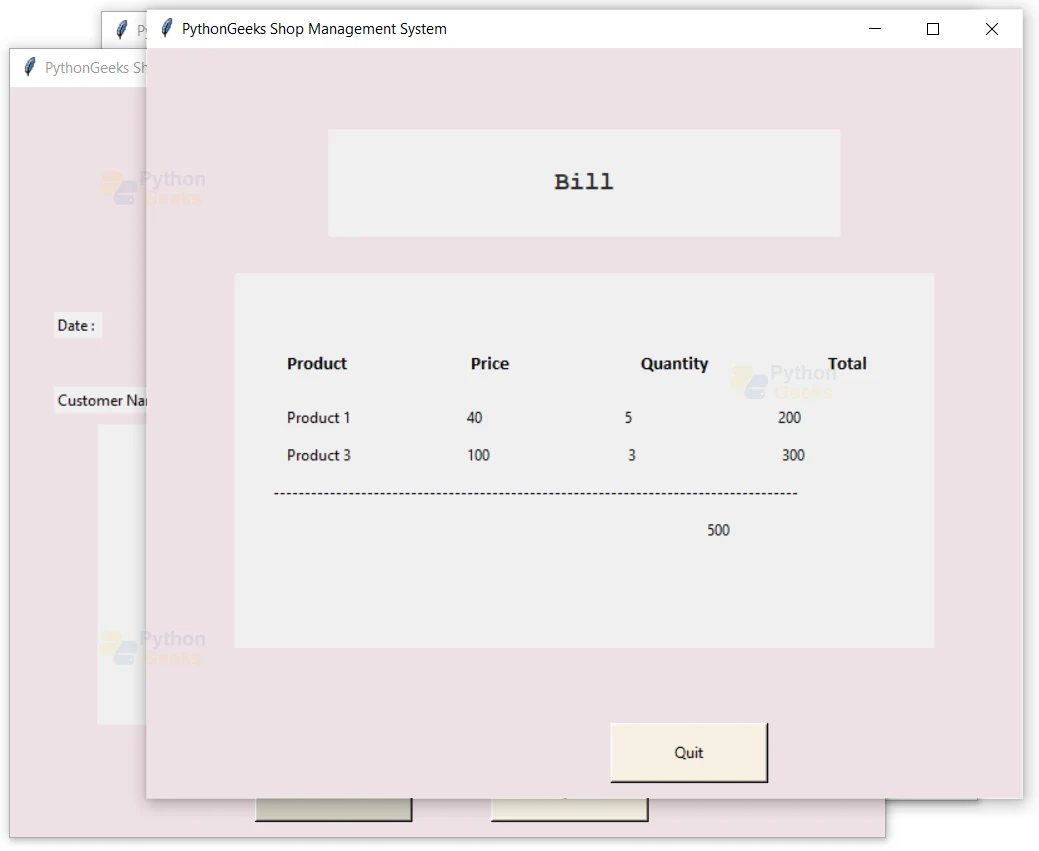 Py
PythonGeeks Shop Management System
PythonGeeks Sh
Python
Geeks
Bill
Date :
Product Price Quantity Total
Python
Geeks
Customer Na
Product 1 40 5 200
Product 3 100 3 300
--------------------------------------------------------------------------------------
500
Python
Geeks
Quit